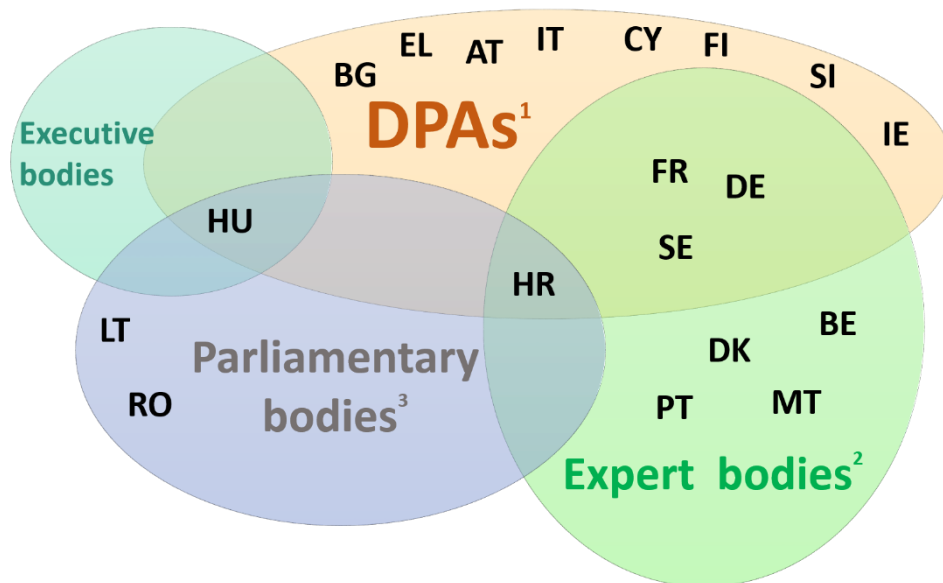 EL AT IT CY FI
BG SI
DPAs¹
IE
Executive
bodies
FR DE
HU
SE
HR
LT
BE
DK
Parliamentary
bodies³
RO
PT MT
Expert bodies²